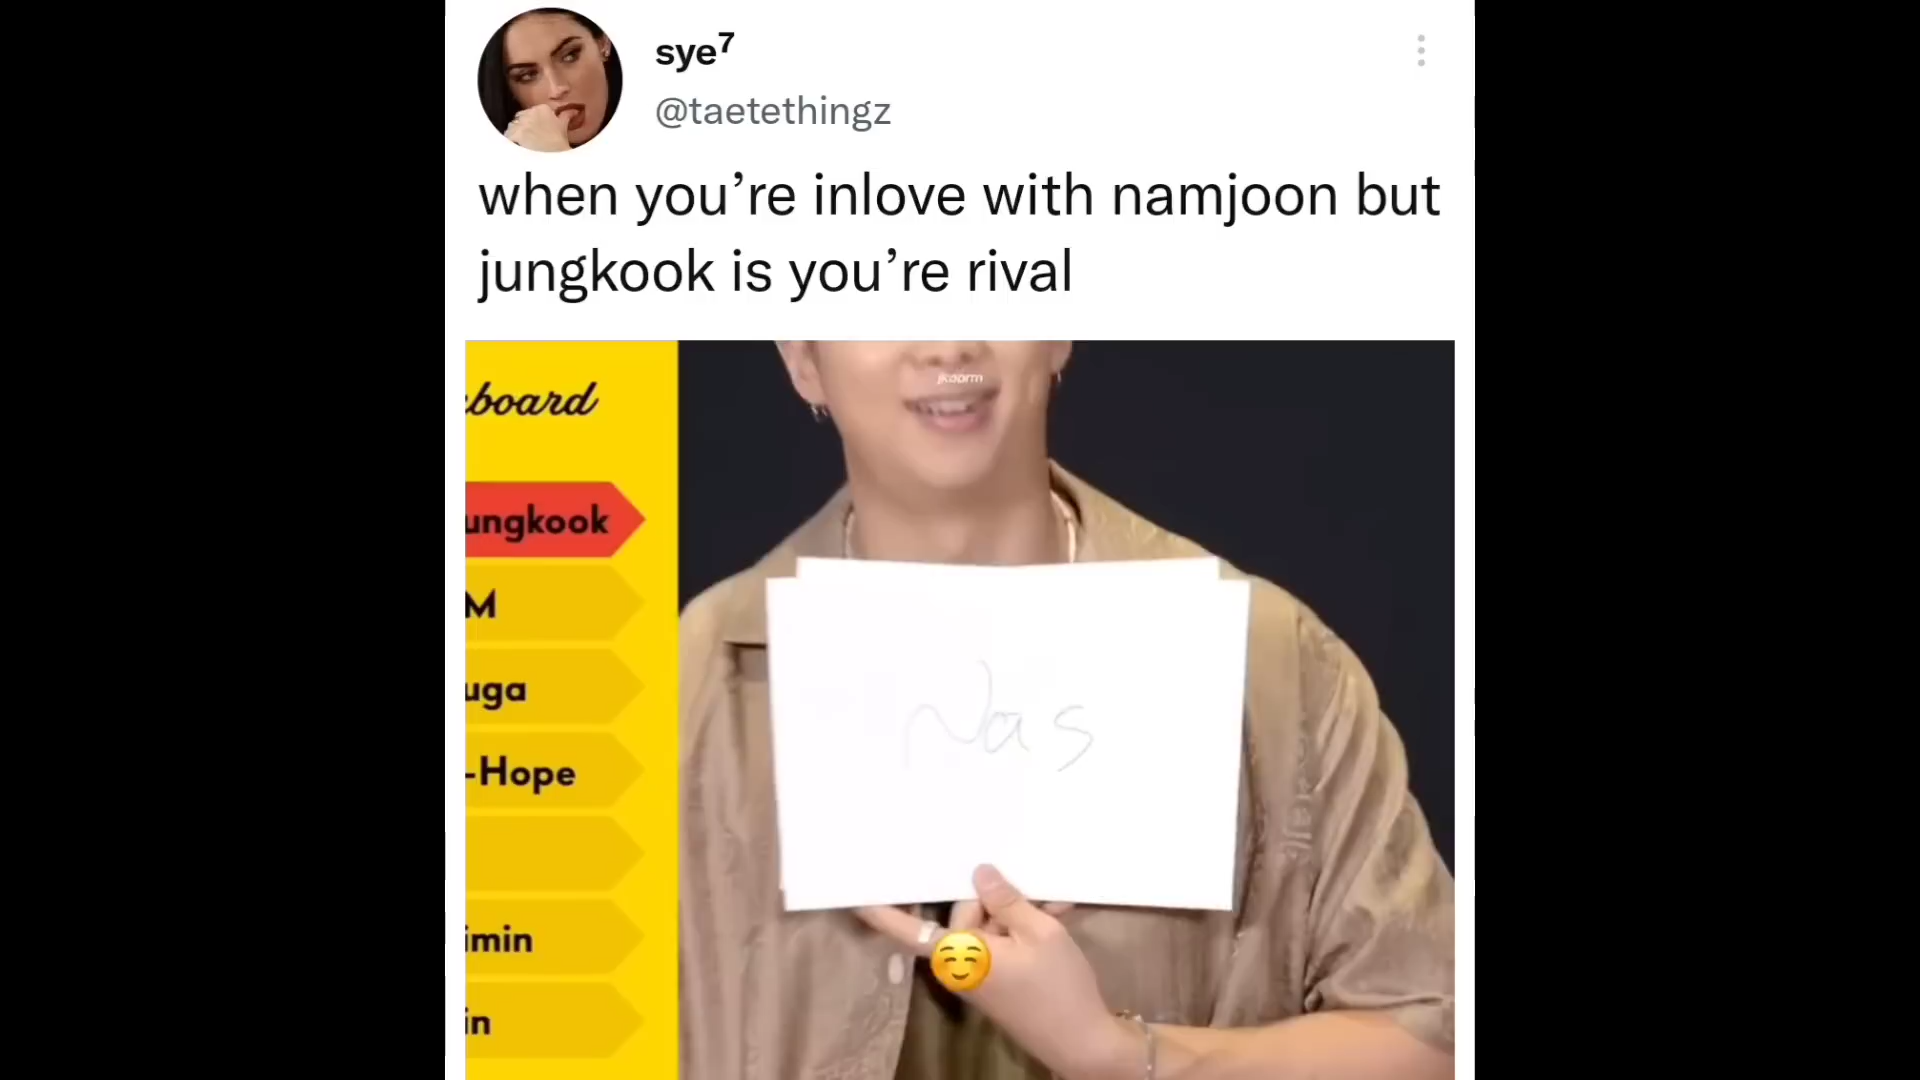 sye⁷
@taetethingz
when you’re inlove with namjoon but
jungkook is you’re rival
board
ungkook
M
uga
-Hope
imin
in
jkoorm
Nas